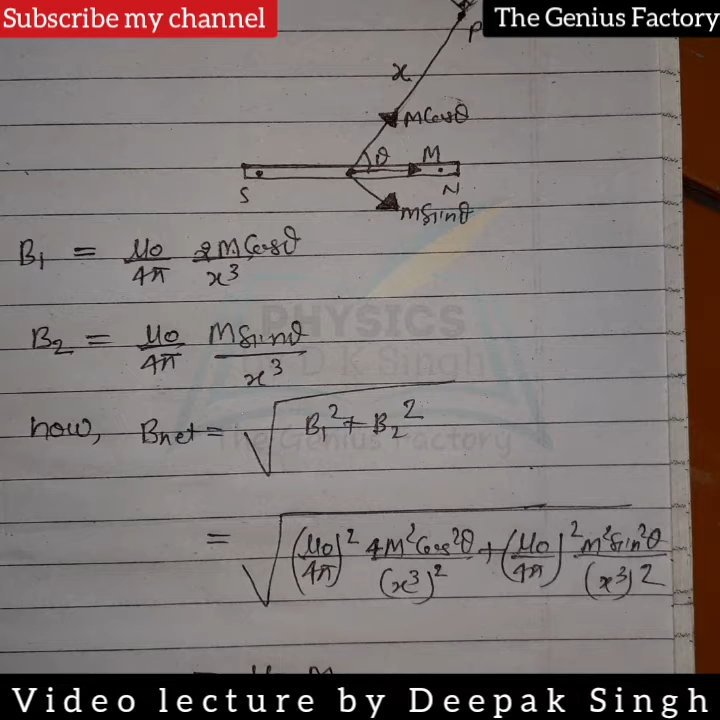 Subscribe my channel
The Genius Factory
P
x
MCosθ
θ
M
S
N
MSinθ
B₁ = μ₀/4π 2MCosθ/x³
PHYSICS
D K Singh
B₂ = μ₀/4π MSinθ/x³
now, Bnet = √(B₁² + B₂²)
The Genius Factory
= √((μ₀/4π)² 4M²Cos²θ/(x³)² + (μ₀/4π)² M²Sin²θ/(x³)²)
Video lecture by Deepak Singh